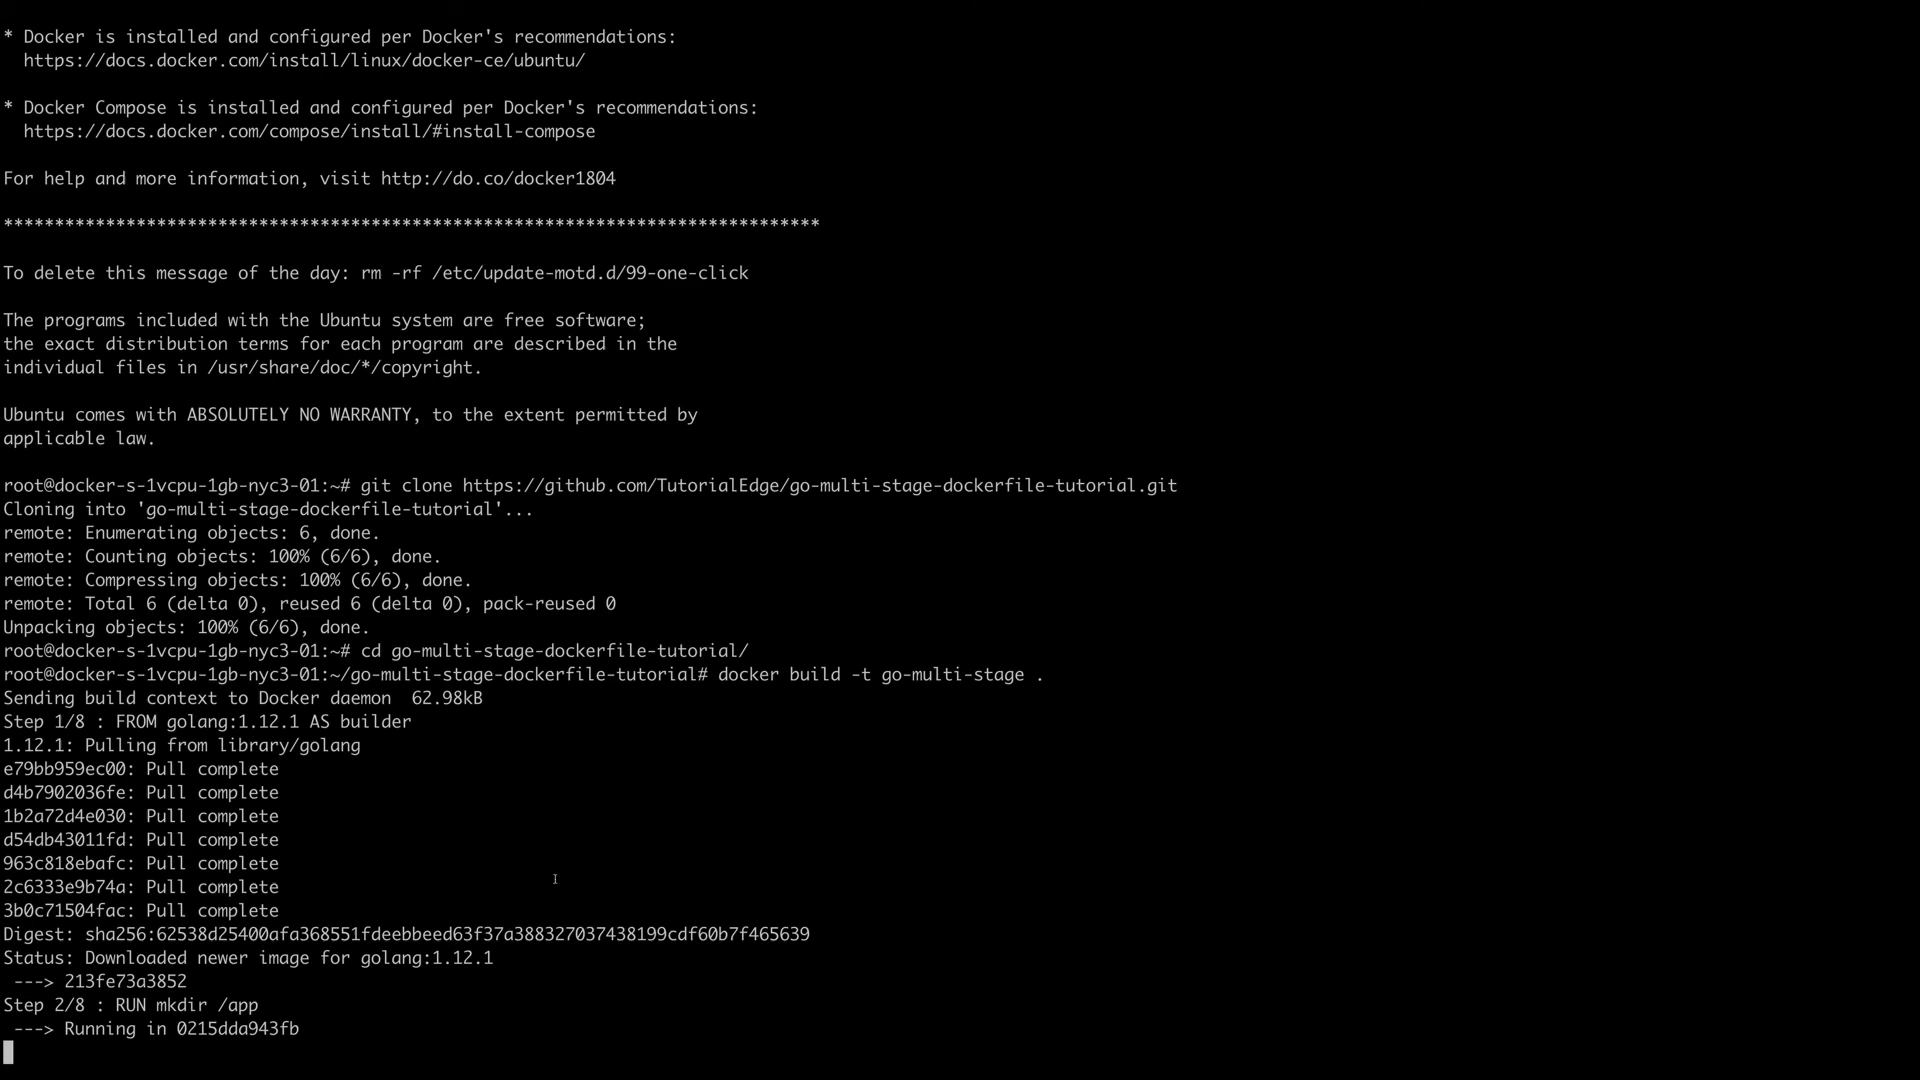 * Docker is installed and configured per Docker's recommendations:
https://docs.docker.com/install/linux/docker-ce/ubuntu/
* Docker Compose is installed and configured per Docker's recommendations:
https://docs.docker.com/compose/install/#install-compose
For help and more information, visit http://do.co/docker1804
********************************************************************************
To delete this message of the day: rm -rf /etc/update-motd.d/99-one-click
The programs included with the Ubuntu system are free software;
the exact distribution terms for each program are described in the
individual files in /usr/share/doc/*/copyright.
Ubuntu comes with ABSOLUTELY NO WARRANTY, to the extent permitted by
applicable law.
root@docker-s-1vcpu-1gb-nyc3-01:~# git clone https://github.com/TutorialEdge/go-multi-stage-dockerfile-tutorial.git
Cloning into 'go-multi-stage-dockerfile-tutorial'...
remote: Enumerating objects: 6, done.
remote: Counting objects: 100% (6/6), done.
remote: Compressing objects: 100% (6/6), done.
remote: Total 6 (delta 0), reused 6 (delta 0), pack-reused 0
Unpacking objects: 100% (6/6), done.
root@docker-s-1vcpu-1gb-nyc3-01:~# cd go-multi-stage-dockerfile-tutorial/
root@docker-s-1vcpu-1gb-nyc3-01:~/go-multi-stage-dockerfile-tutorial# docker build -t go-multi-stage .
Sending build context to Docker daemon  62.98kB
Step 1/8 : FROM golang:1.12.1 AS builder
1.12.1: Pulling from library/golang
e79bb959ec00: Pull complete
d4b7902036fe: Pull complete
1b2a72d4e030: Pull complete
d54db43011fd: Pull complete
963c818ebafc: Pull complete
2c6333e9b74a: Pull complete
3b0c71504fac: Pull complete
Digest: sha256:62538d25400afa368551fdeebbeed63f37a388327037438199cdf60b7f465639
Status: Downloaded newer image for golang:1.12.1
---> 213fe73a3852
Step 2/8 : RUN mkdir /app
---> Running in 0215dda943fb